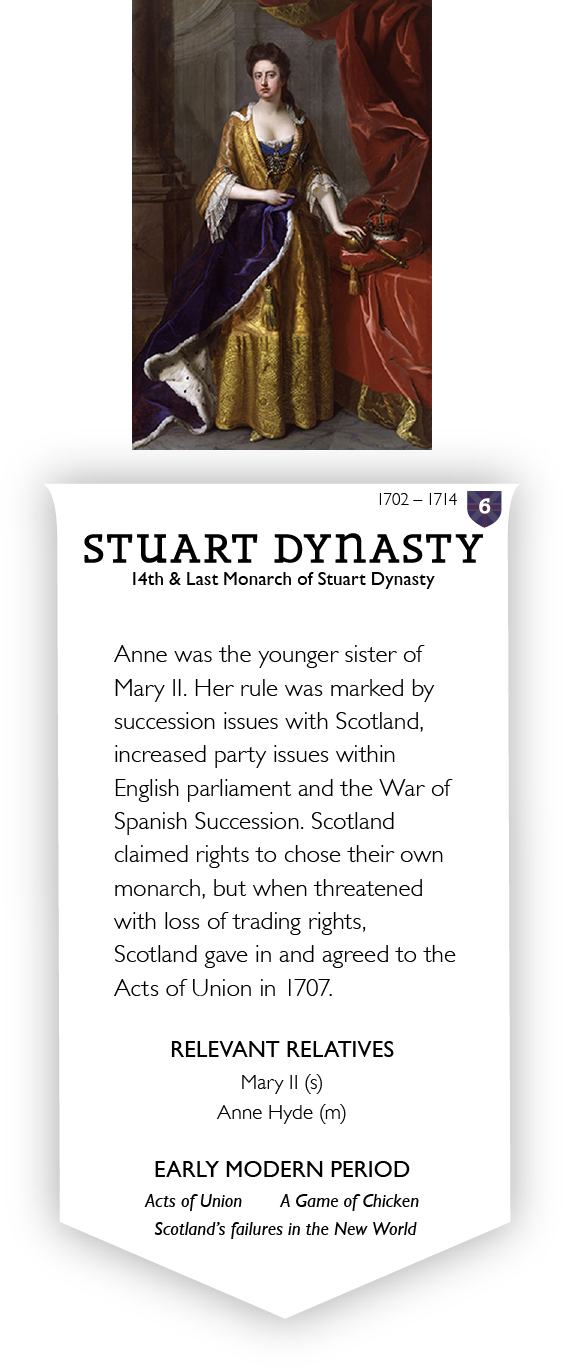 1702 – 1714 6
STUART DYNASTY
14th & Last Monarch of Stuart Dynasty
Anne was the younger sister of
Mary II. Her rule was marked by
succession issues with Scotland,
increased party issues within
English parliament and the War of
Spanish Succession. Scotland
claimed rights to chose their own
monarch, but when threatened
with loss of trading rights,
Scotland gave in and agreed to the
Acts of Union in 1707.
RELEVANT RELATIVES
Mary II (s)
Anne Hyde (m)
EARLY MODERN PERIOD
Acts of Union A Game of Chicken
Scotland's failures in the New World